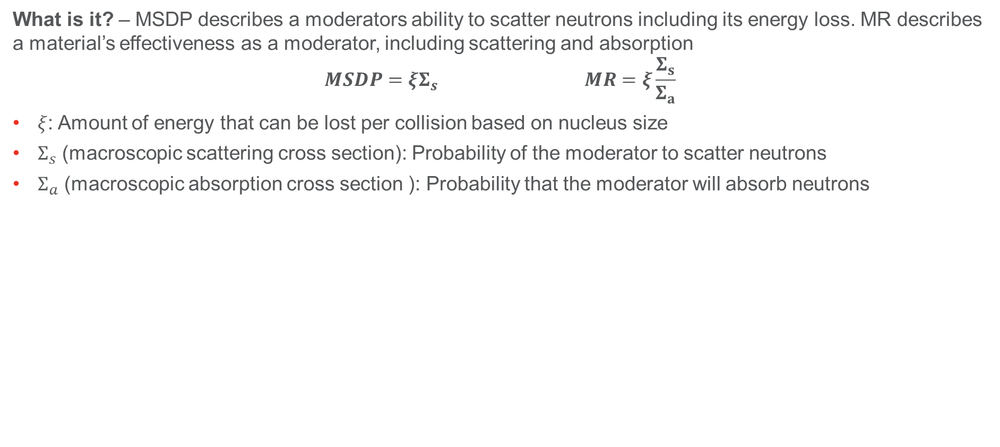 What is it? – MSDP describes a moderators ability to scatter neutrons including its energy loss. MR describes
a material’s effectiveness as a moderator, including scattering and absorption
MSDP = ξΣₛ    MR = ξ Σₛ/Σₐ
• ξ: Amount of energy that can be lost per collision based on nucleus size
• Σₛ (macroscopic scattering cross section): Probability of the moderator to scatter neutrons
• Σₐ (macroscopic absorption cross section ): Probability that the moderator will absorb neutrons